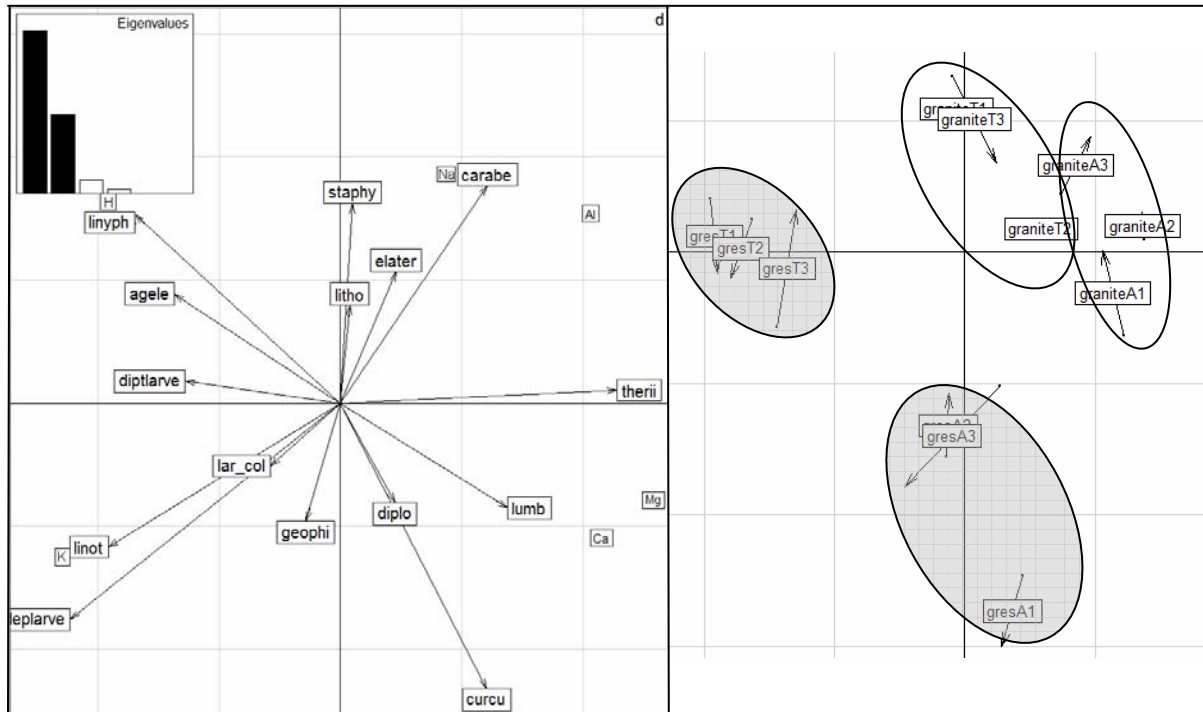 Eigenvalues
d
H
linyph
staphy
Na
carabe
Al
elater
agele
litho
diptlarve
therii
lar_col
geophi
diplo
lumb
Mg
Ca
linot
K
leplarve
curcu
graniteT1
graniteT3
graniteA3
graniteT2
graniteA2
graniteA1
gresT1
gresT2
gresT3
gresA3
gresA1